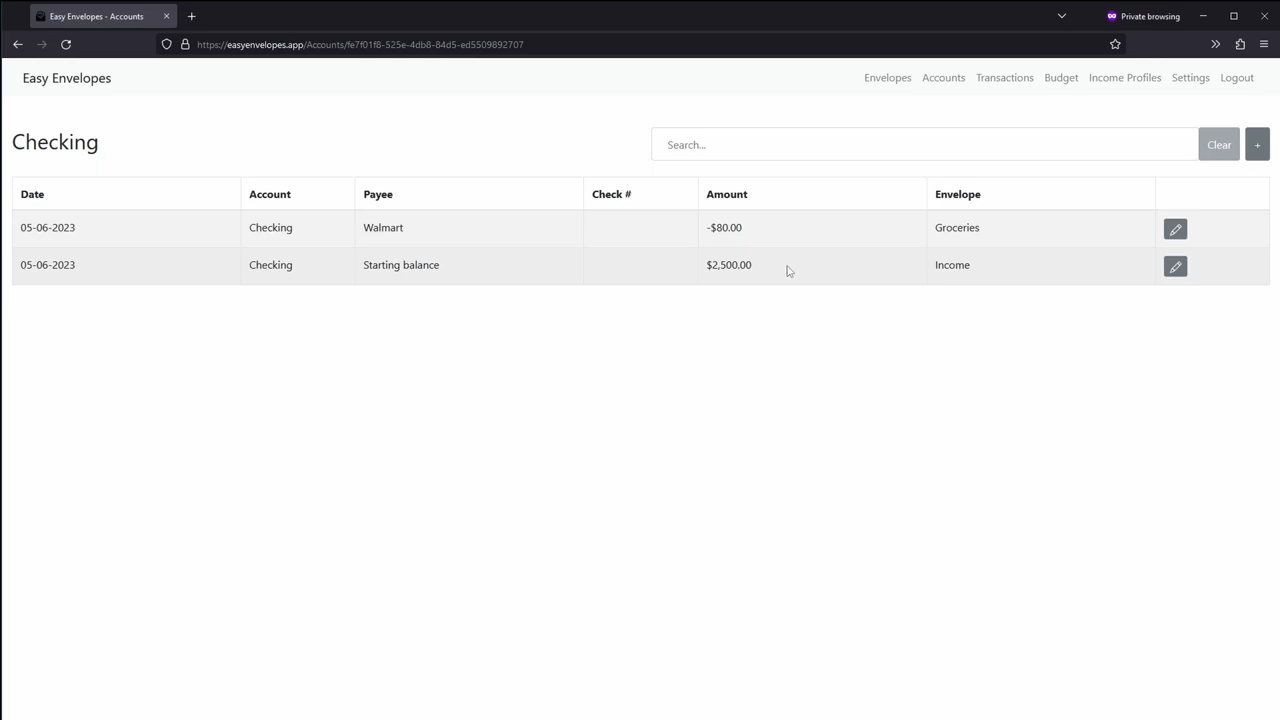 Easy Envelopes - Accounts
Private browsing
https://easyenvelopes.app/Accounts/fe7f01f8-525e-4db8-84d5-ed5509892707
Easy Envelopes Envelopes Accounts Transactions Budget Income Profiles Settings Logout
Checking Search... Clear +
Date Account Payee Check # Amount Envelope
05-06-2023 Checking Walmart -$80.00 Groceries
05-06-2023 Checking Starting balance $2,500.00 Income